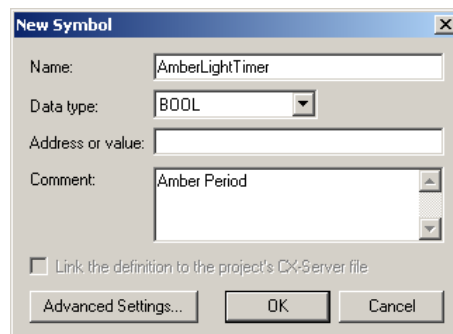 New Symbol
Name: AmberLightTimer
Data type: BOOL
Address or value:
Comment: Amber Period
Link the definition to the project's CX-Server file
Advanced Settings... OK Cancel